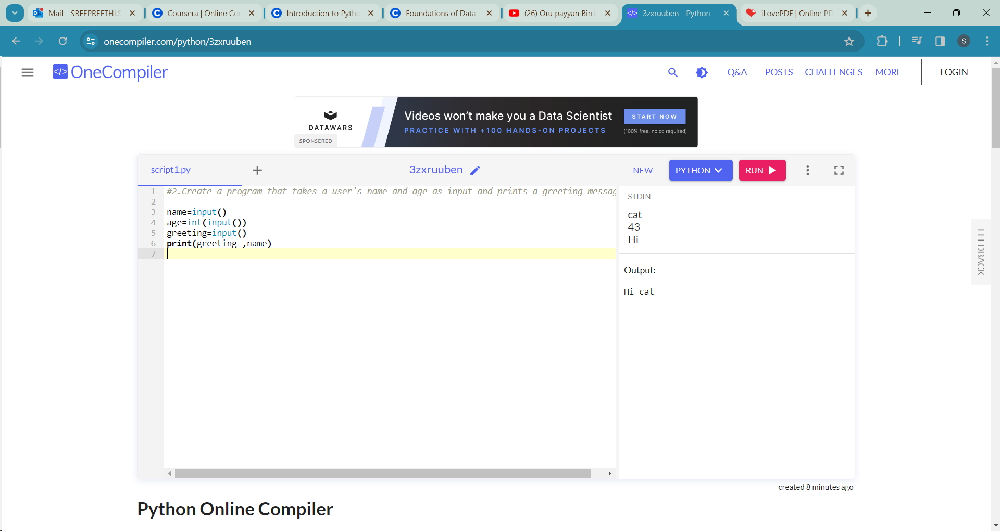 Mail - SREEPREETHI.S
Coursera | Online Co
Introduction to Pyth
Foundations of Data
(26) Oru payyan Birri
3zxruuben - Python
iLovePDF | Online PD
onecompiler.com/python/3zxruuben
S
</> OneCompiler
Q&A
POSTS
CHALLENGES
MORE
LOGIN
DATAWARS
SPONSERED
Videos won't make you a Data Scientist
PRACTICE WITH +100 HANDS-ON PROJECTS
START NOW
(100% free, no cc required)
script1.py
3zxruuben
NEW
PYTHON
RUN
1 #2.Create a program that takes a user's name and age as input and prints a greeting messag
2
3 name=input()
4 age=int(input())
5 greeting=input()
6 print(greeting ,name)
7
STDIN
cat
43
Hi
Output:
Hi cat
FEEDBACK
created 8 minutes ago
Python Online Compiler